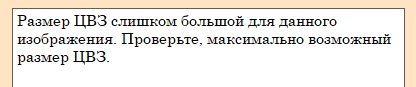 Размер ЦВЗ слишком большой для данного
изображения. Проверьте, максимально возможный
размер ЦВЗ.